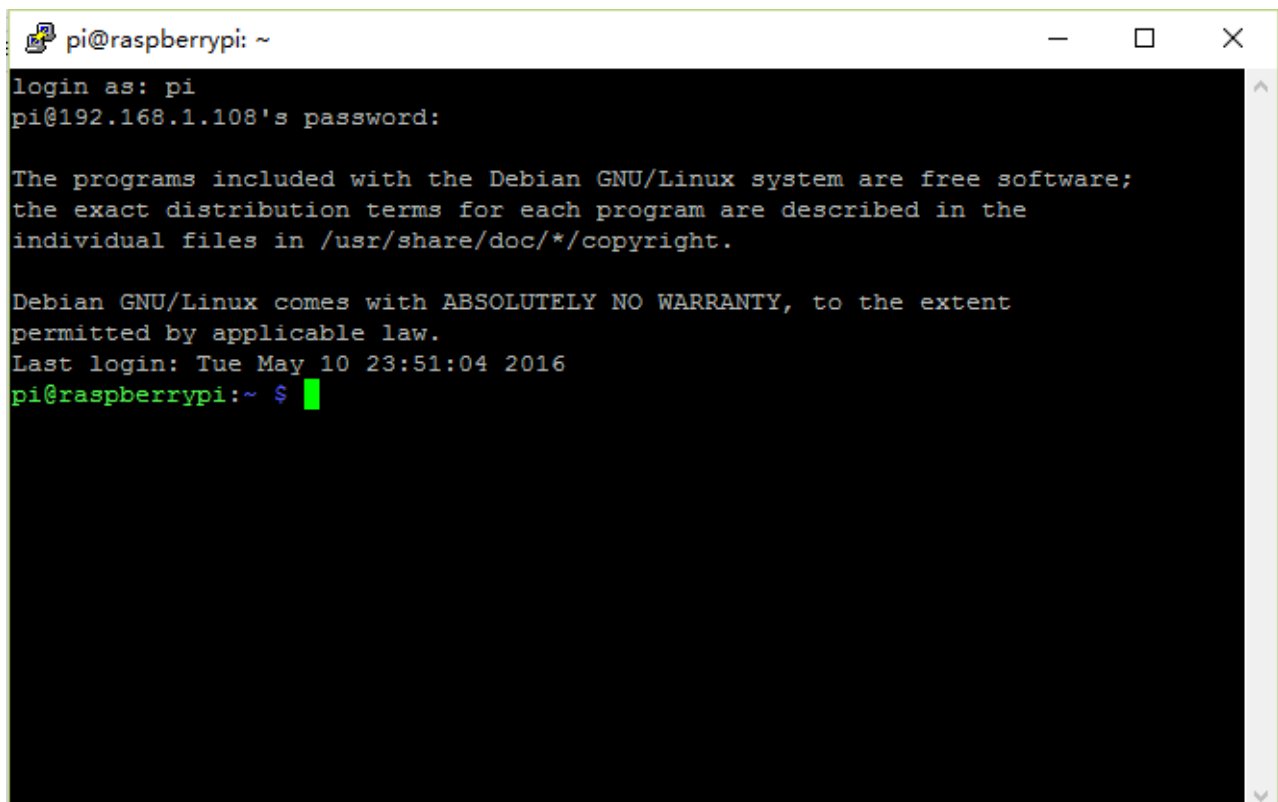 pi@raspberrypi: ~
login as: pi
pi@192.168.1.108's password:
The programs included with the Debian GNU/Linux system are free software;
the exact distribution terms for each program are described in the
individual files in /usr/share/doc/*/copyright.
Debian GNU/Linux comes with ABSOLUTELY NO WARRANTY, to the extent
permitted by applicable law.
Last login: Tue May 10 23:51:04 2016
pi@raspberrypi:~ $